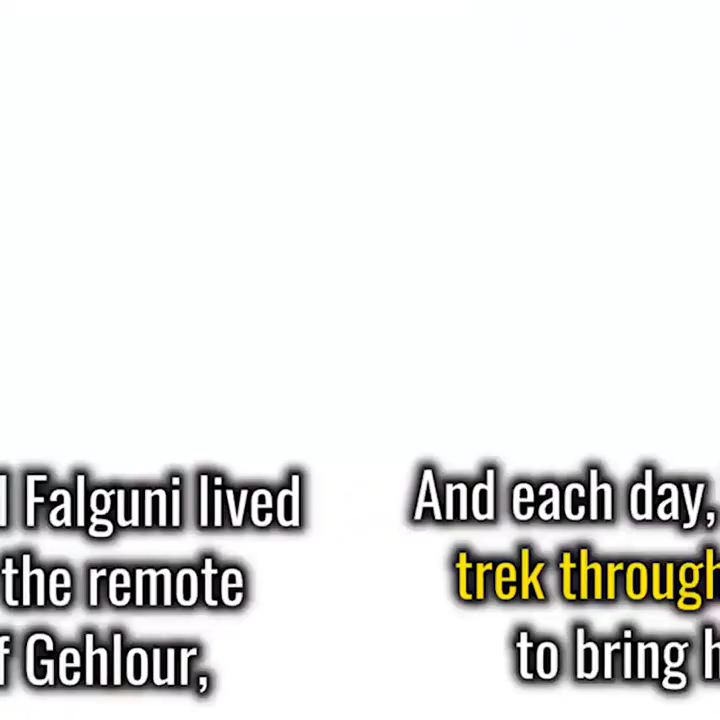 Falguni lived
the remote
Gehlour,
And each day,
trek through
to bring